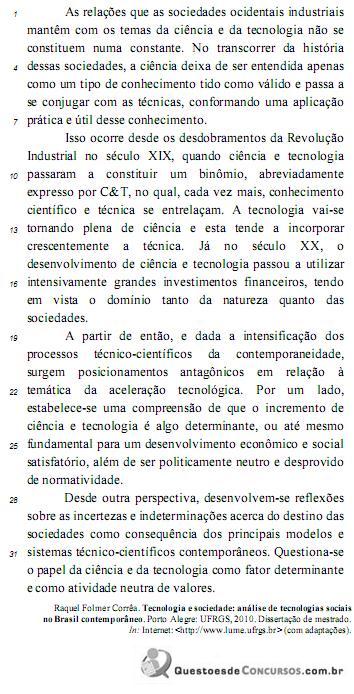 1 As relações que as sociedades ocidentais industriais
mantêm com os temas da ciência e da tecnologia não se
constituem numa constante. No transcorrer da história
4 dessas sociedades, a ciência deixa de ser entendida apenas
como um tipo de conhecimento tido como válido e passa a
se conjugar com as técnicas, conformando uma aplicação
7 prática e útil desse conhecimento.
Isso ocorre desde os desdobramentos da Revolução
Industrial no século XIX, quando ciência e tecnologia
10 passaram a constituir um binômio, abreviadamente
expresso por C&T, no qual, cada vez mais, conhecimento
científico e técnica se entrelaçam. A tecnologia vai-se
13 tornando plena de ciência e esta tende a incorporar
crescentemente a técnica. Já no século XX, o
desenvolvimento de ciência e tecnologia passou a utilizar
16 intensivamente grandes investimentos financeiros, tendo
em vista o domínio tanto da natureza quanto das
sociedades.
19 A partir de então, e dada a intensificação dos
processos técnico-científicos da contemporaneidade,
surgem posicionamentos antagônicos em relação à
22 temática da aceleração tecnológica. Por um lado,
estabelece-se uma compreensão de que o incremento de
ciência e tecnologia é algo determinante, ou até mesmo
25 fundamental para um desenvolvimento econômico e social
satisfatório, além de ser politicamente neutro e desprovido
de normatividade.
28 Desde outra perspectiva, desenvolvem-se reflexões
sobre as incertezas e indeterminações acerca do destino das
sociedades como consequência dos principais modelos e
31 sistemas técnico-científicos contemporâneos. Questiona-se
o papel da ciência e da tecnologia como fator determinante
e como atividade neutra de valores.
Raquel Folmer Corrêa. Tecnologia e sociedade: análise de tecnologias sociais
no Brasil contemporâneo. Porto Alegre: UFRGS, 2010. Dissertação de mestrado.
In: Internet: <http://www.lume.ufrgs.br> (com adaptações).
QuestoesdeConcursos.com.br